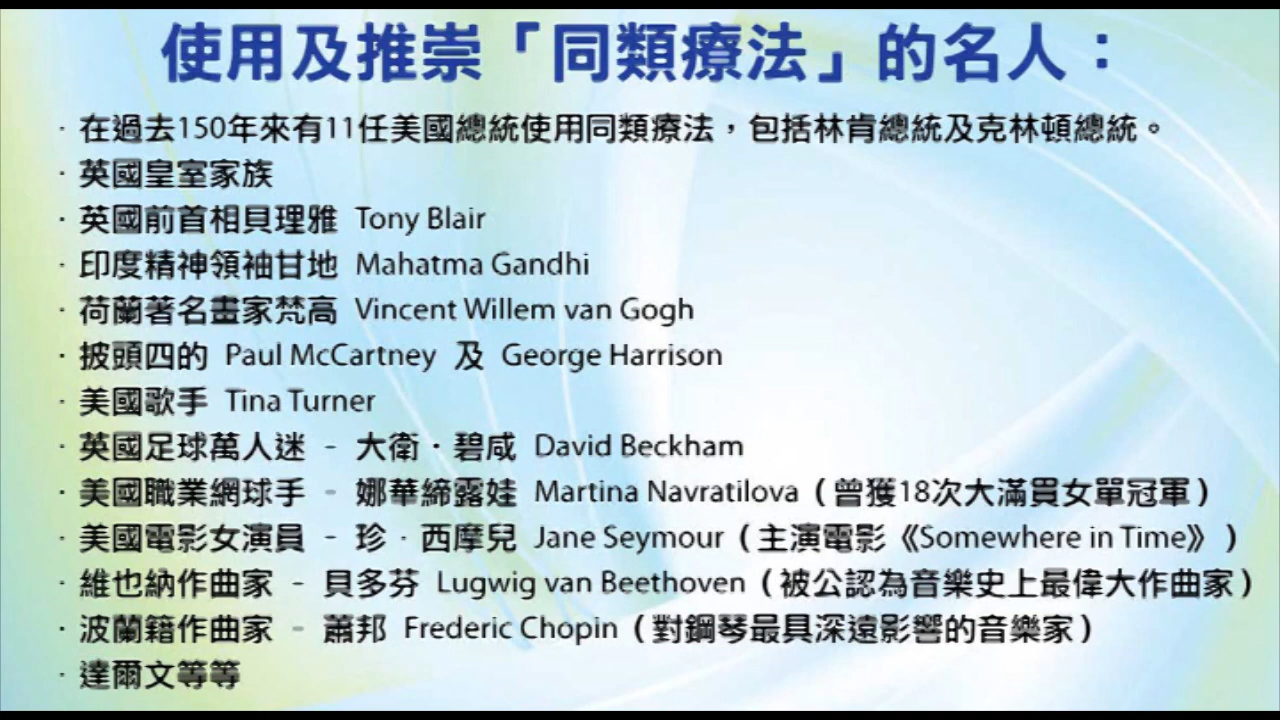 使用及推崇「同類療法」的名人：
· 在過去150年來有11任美國總統使用同類療法，包括林肯總統及克林頓總統。
· 英國皇室家族
· 英國前首相貝理雅 Tony Blair
· 印度精神領袖甘地 Mahatma Gandhi
· 荷蘭著名畫家梵高 Vincent Willem van Gogh
· 披頭四的 Paul McCartney 及 George Harrison
· 美國歌手 Tina Turner
· 英國足球萬人迷 - 大衛・碧咸 David Beckham
· 美國職業網球手 - 娜華締露娃 Martina Navratilova（曾獲18次大滿買女單冠軍）
· 美國電影女演員 - 珍・西摩兒 Jane Seymour（主演電影《Somewhere in Time》）
· 維也納作曲家 - 貝多芬 Lugwig van Beethoven（被公認為音樂史上最偉大作曲家）
· 波蘭籍作曲家 - 蕭邦 Frederic Chopin（對鋼琴最具深遠影響的音樂家）
· 達爾文等等